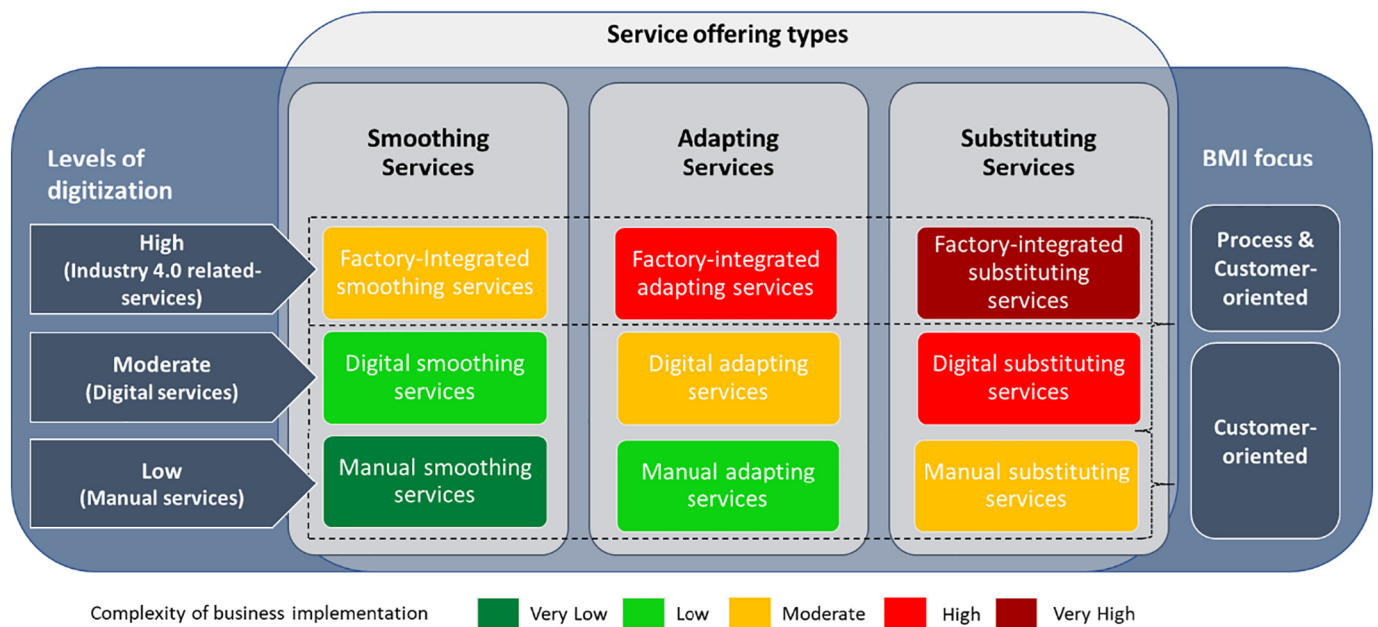 Service offering types
Smoothing
Services
Adapting
Services
Substituting
Services
Levels of
digitization
BMI focus
High
(Industry 4.0 related-
services)
Factory-Integrated
smoothing services
Factory-integrated
adapting services
Factory-integrated
substituting
services
Process &
Customer-
oriented
Moderate
(Digital services)
Digital smoothing
services
Digital adapting
services
Digital substituting
services
Customer-
oriented
Low
(Manual services)
Manual smoothing
services
Manual adapting
services
Manual substituting
services
Complexity of business implementation
Very Low
Low
Moderate
High
Very High